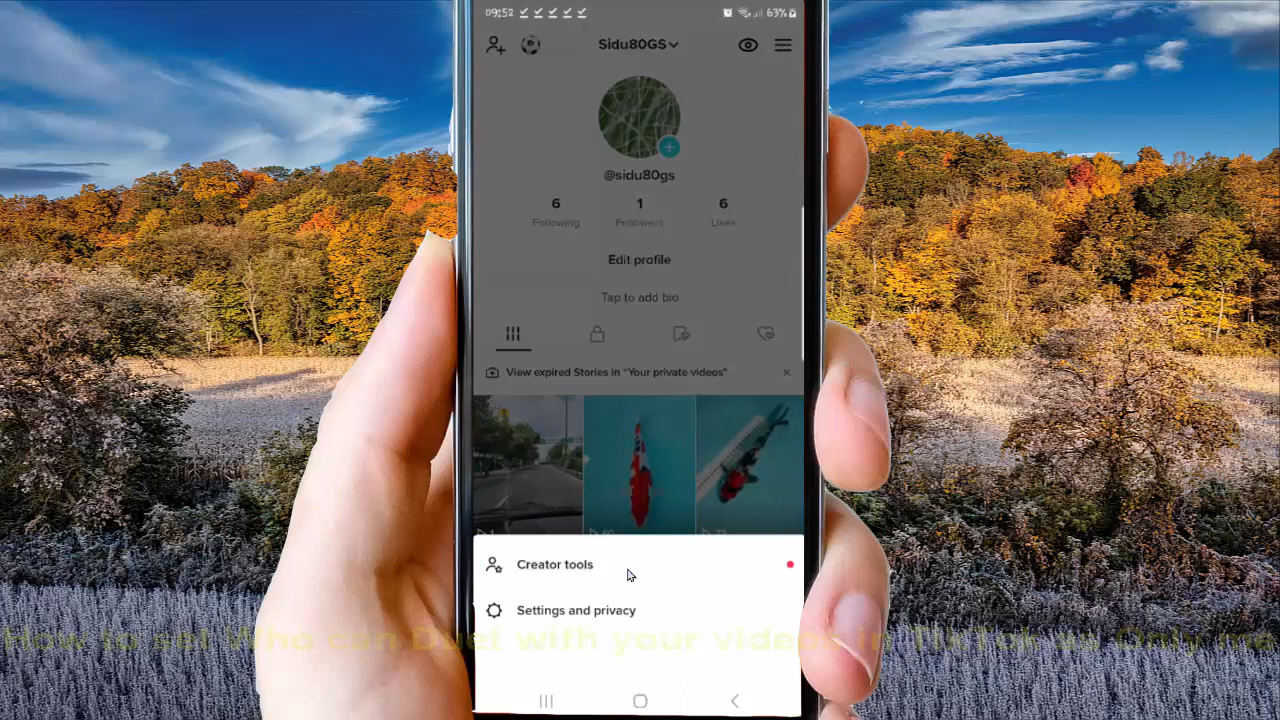 09:52
63%
Sidu80GS
@sidu80gs
6 1 6
Following Followers Likes
Edit profile
Tap to add bio
View expired Stories in "Your private videos"
Creator tools
Settings and privacy
How to set Who can Duet with your videos in TikTok as Only me